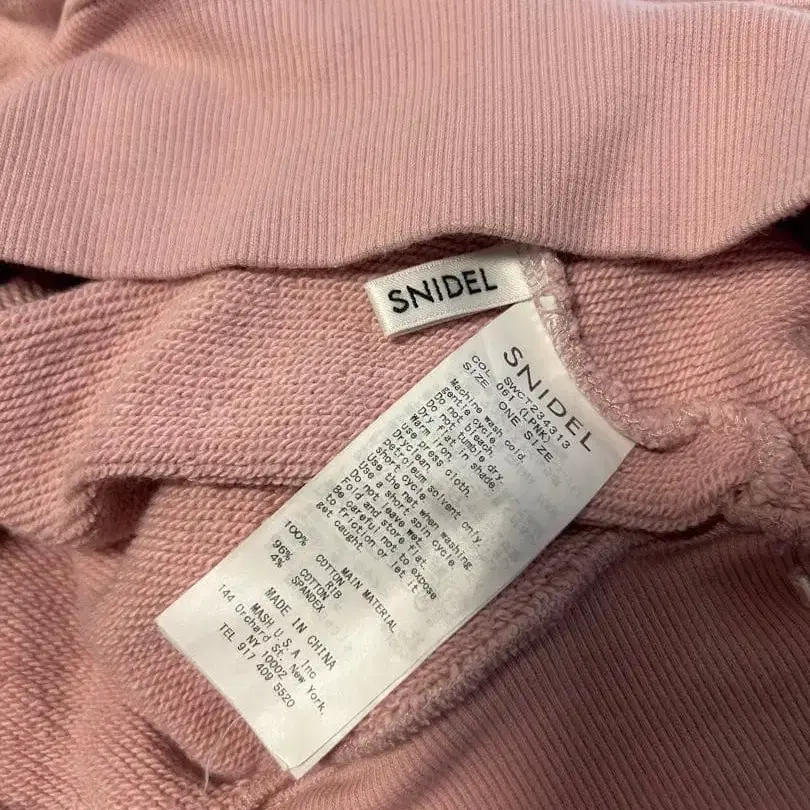 SNIDEL
SNIDEL
SWCT234313
COL 061 (LPNK)
SIZE ONE SIZE
Machine wash cold
gentle cycle.
Do not bleach.
Do not tumble dry.
Dry flat in shade.
Warm iron.
use press cloth.
Dryclean.
petroleum solvent only.
short cycle.
Use the net when washing.
Use a short spin cycle.
Do not leave wet.
Fold and store flat.
Be careful not to expose
to friction or let it
get caught.
MAIN MATERIAL
100% COTTON
RIB
96% COTTON
4% SPANDEX
MADE IN CHINA
MASH U.S.A Inc
144 Orchard St. New York.
NY 10002
TEL 917 409 5520